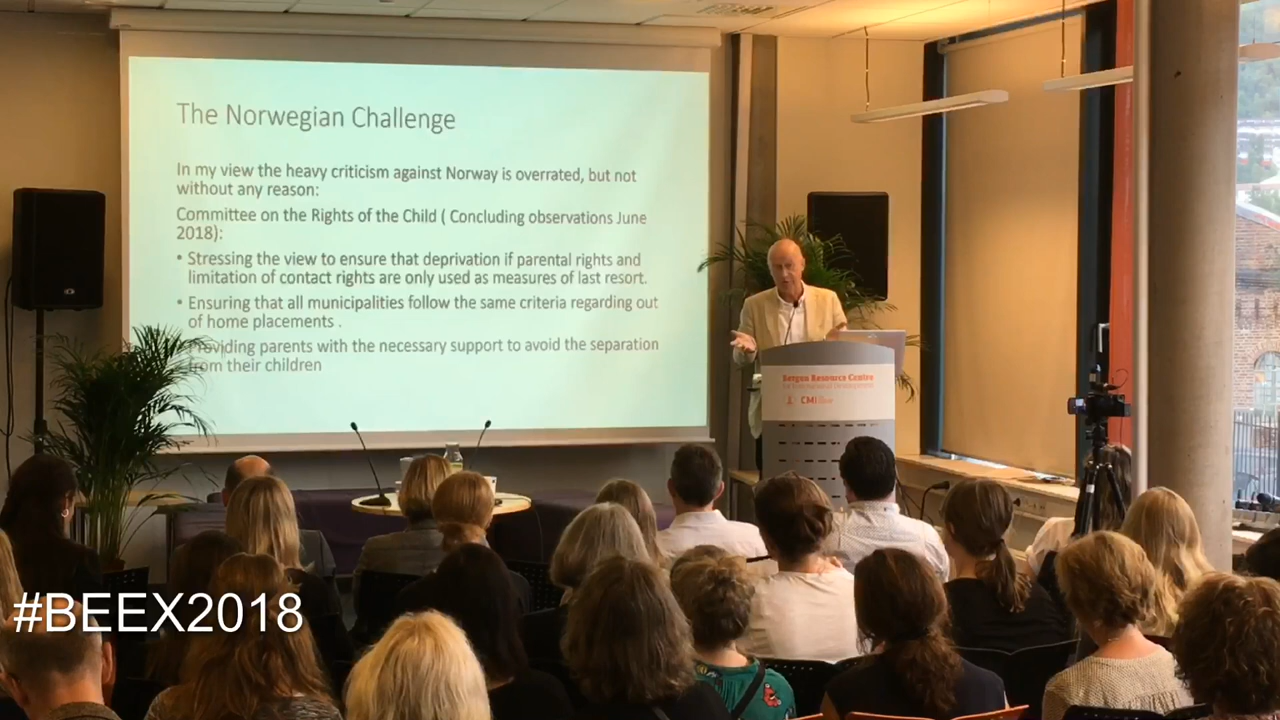 The Norwegian Challenge
In my view the heavy criticism against Norway is overrated, but not
without any reason:
Committee on the Rights of the Child ( Concluding observations June
2018):
• Stressing the view to ensure that deprivation if parental rights and
limitation of contact rights are only used as measures of last resort.
• Ensuring that all municipalities follow the same criteria regarding out
of home placements .
Providing parents with the necessary support to avoid the separation
from their children
Bergen Resource Centre
for International Development
CMI
#BEEX2018